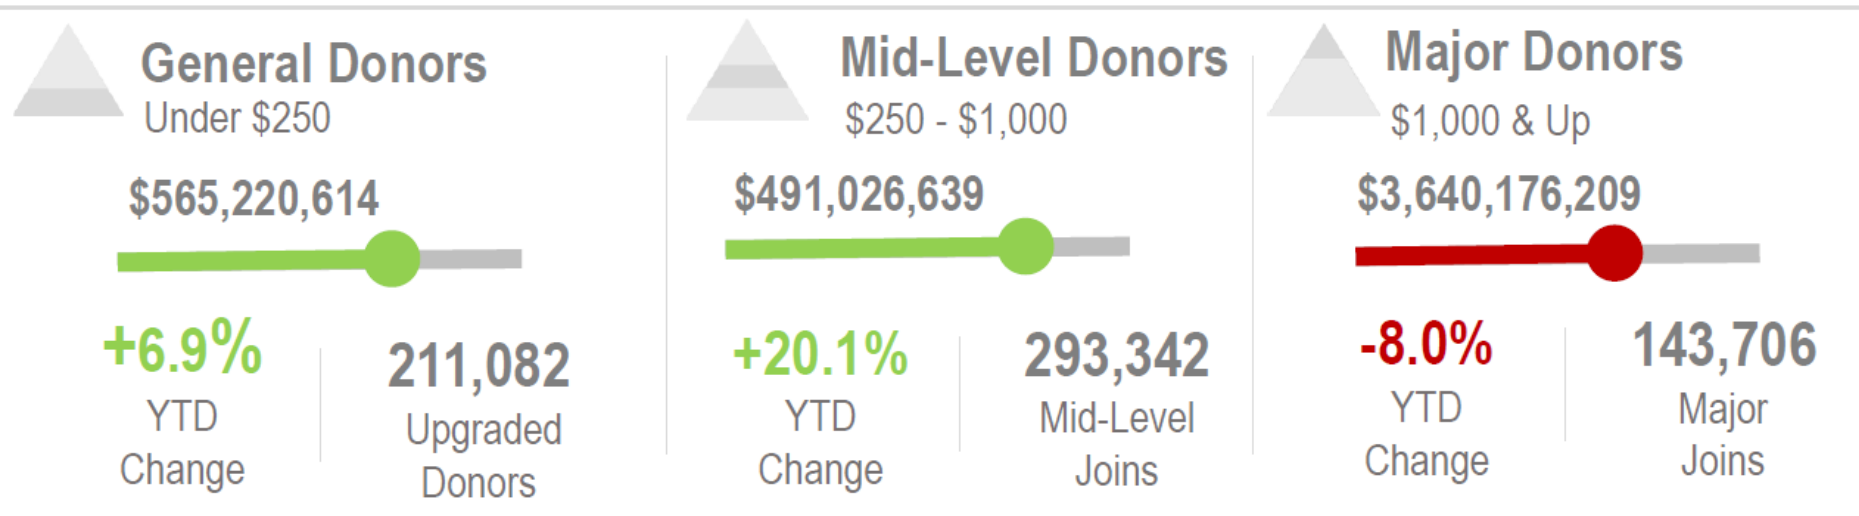 General Donors
Under $250
$565,220,614
+6.9%
YTD
Change
211,082
Upgraded
Donors
Mid-Level Donors
$250 - $1,000
$491,026,639
+20.1%
YTD
Change
293,342
Mid-Level
Joins
Major Donors
$1,000 & Up
$3,640,176,209
-8.0%
YTD
Change
143,706
Major
Joins